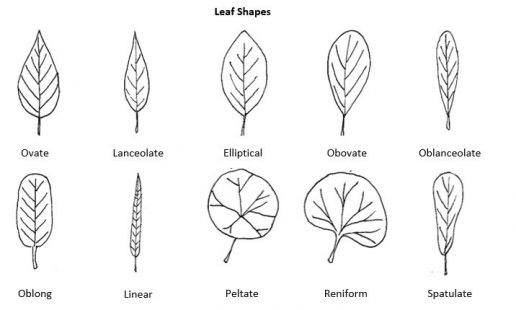 Leaf Shapes
Ovate Lanceolate Elliptical Obovate Oblanceolate
Oblong Linear Peltate Reniform Spatulate